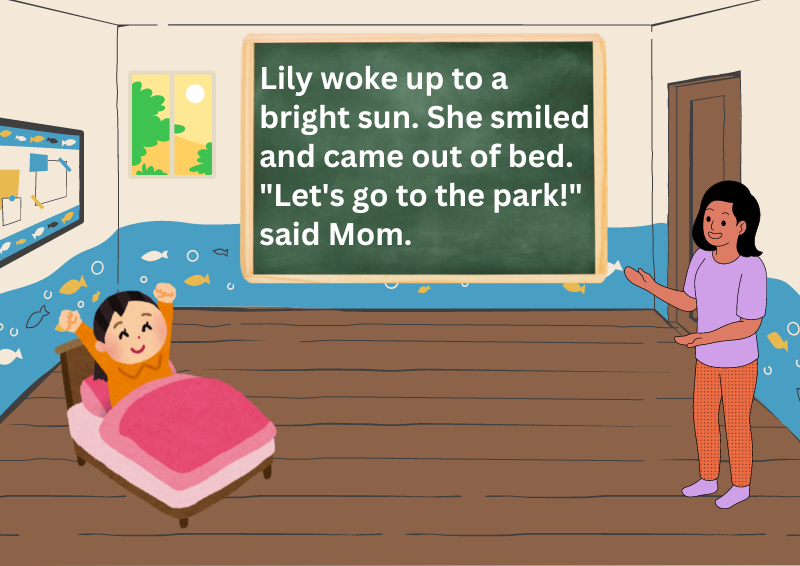 Lily woke up to a
bright sun. She smiled
and came out of bed.
"Let's go to the park!"
said Mom.